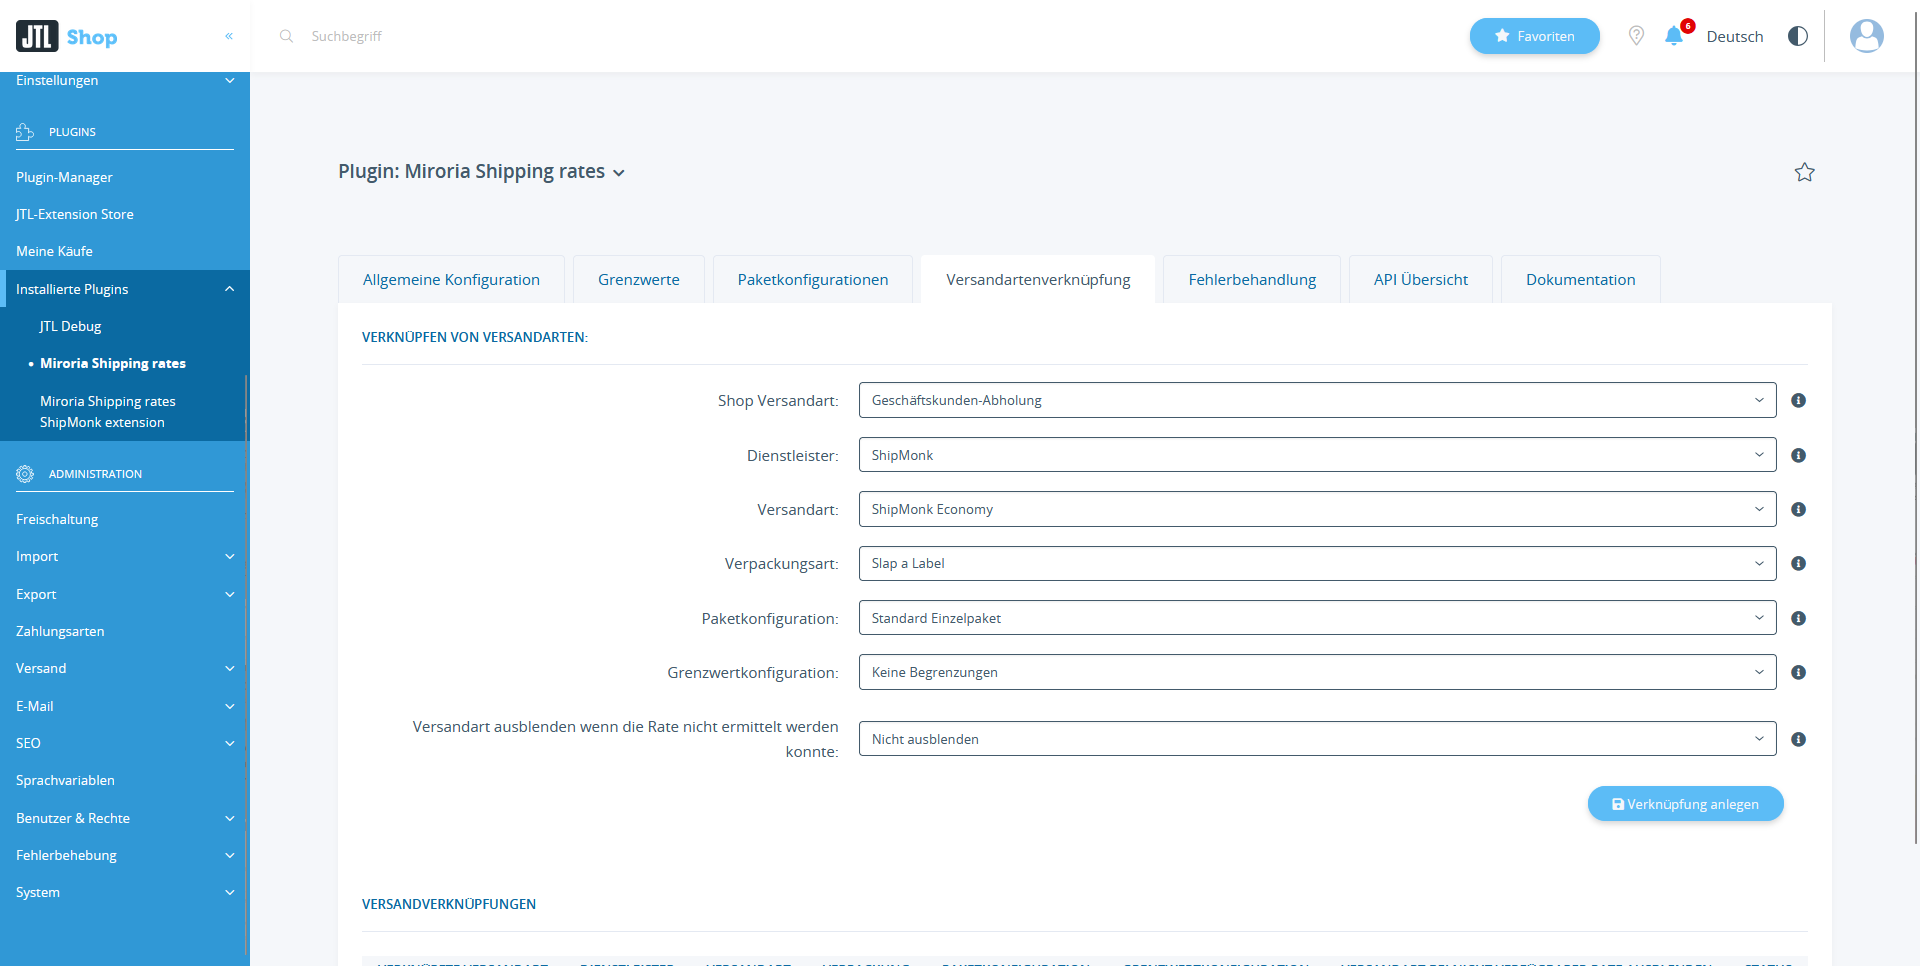 JTL Shop
«
Suchbegriff
Favoriten
6
Deutsch
Einstellungen
PLUGINS
Plugin-Manager
JTL-Extension Store
Meine Käufe
Installierte Plugins
JTL Debug
• Miroria Shipping rates
Miroria Shipping rates
ShipMonk extension
ADMINISTRATION
Freischaltung
Import
Export
Zahlungsarten
Versand
E-Mail
SEO
Sprachvariablen
Benutzer & Rechte
Fehlerbehebung
System
Plugin: Miroria Shipping rates
Allgemeine Konfiguration
Grenzwerte
Paketkonfigurationen
Versandartenverknüpfung
Fehlerbehandlung
API Übersicht
Dokumentation
VERKNÜPFEN VON VERSANDARTEN:
Shop Versandart: Geschäftskunden-Abholung
Dienstleister: ShipMonk
Versandart: ShipMonk Economy
Verpackungsart: Slap a Label
Paketkonfiguration: Standard Einzelpaket
Grenzwertkonfiguration: Keine Begrenzungen
Versandart ausblenden wenn die Rate nicht ermittelt werden
konnte: Nicht ausblenden
Verknüpfung anlegen
VERSANDVERKNÜPFUNGEN